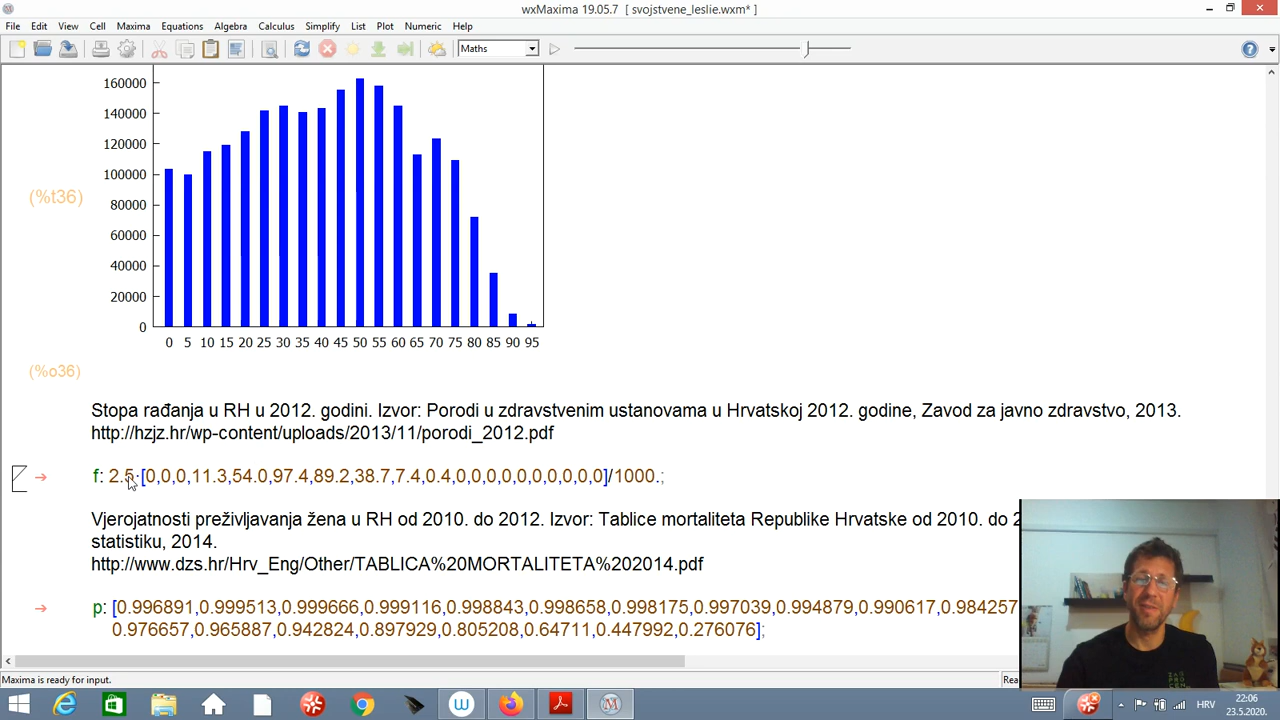 wxMaxima 19.05.7 [ svojstvene_leslie.wxm* ]
File Edit View Cell Maxima Equations Algebra Calculus Simplify List Plot Numeric Help
Maths
160000
140000
120000
100000
80000
60000
40000
20000
0
(%t36)
0 5 10 15 20 25 30 35 40 45 50 55 60 65 70 75 80 85 90 95
(%o36)
Stopa rađanja u RH u 2012. godini. Izvor: Porodi u zdravstvenim ustanovama u Hrvatskoj 2012. godine, Zavod za javno zdravstvo, 2013.
http://hzjz.hr/wp-content/uploads/2013/11/porodi_2012.pdf
f: 2.5·[0,0,0,11.3,54.0,97.4,89.2,38.7,7.4,0.4,0,0,0,0,0,0,0,0,0,0]/1000.;
Vjerojatnosti preživljavanja žena u RH od 2010. do 2012. Izvor: Tablice mortaliteta Republike Hrvatske od 2010. do 2
statistiku, 2014.
http://www.dzs.hr/Hrv_Eng/Other/TABLICA%20MORTALITETA%202014.pdf
p: [0.996891,0.999513,0.999666,0.999116,0.998843,0.998658,0.998175,0.997039,0.994879,0.990617,0.984257
0.976657,0.965887,0.942824,0.897929,0.805208,0.64711,0.447992,0.276076];
Maxima is ready for input.
Rea
HRV
22:06
23.5.2020.